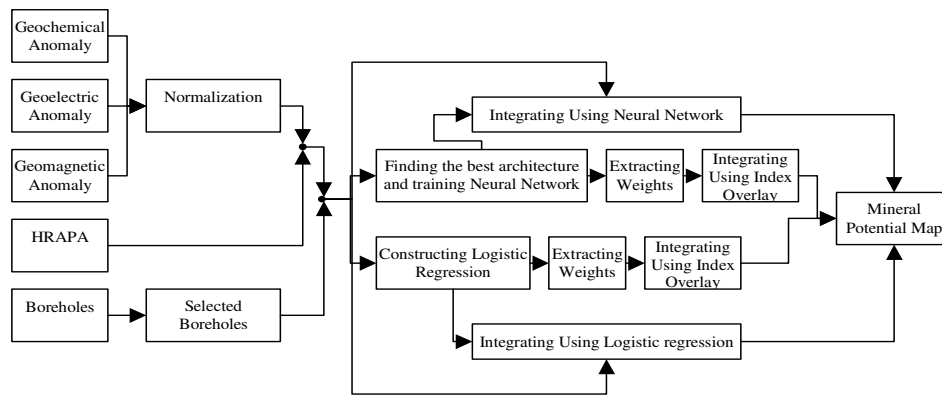 Geochemical
Anomaly
Geoelectric
Anomaly
Geomagnetic
Anomaly
HRAPA
Boreholes
Normalization
Selected
Boreholes
Integrating Using Neural Network
Finding the best architecture
and training Neural Network
Extracting
Weights
Integrating
Using Index
Overlay
Constructing Logistic
Regression
Extracting
Weights
Integrating
Using Index
Overlay
Integrating Using Logistic regression
Mineral
Potential Map